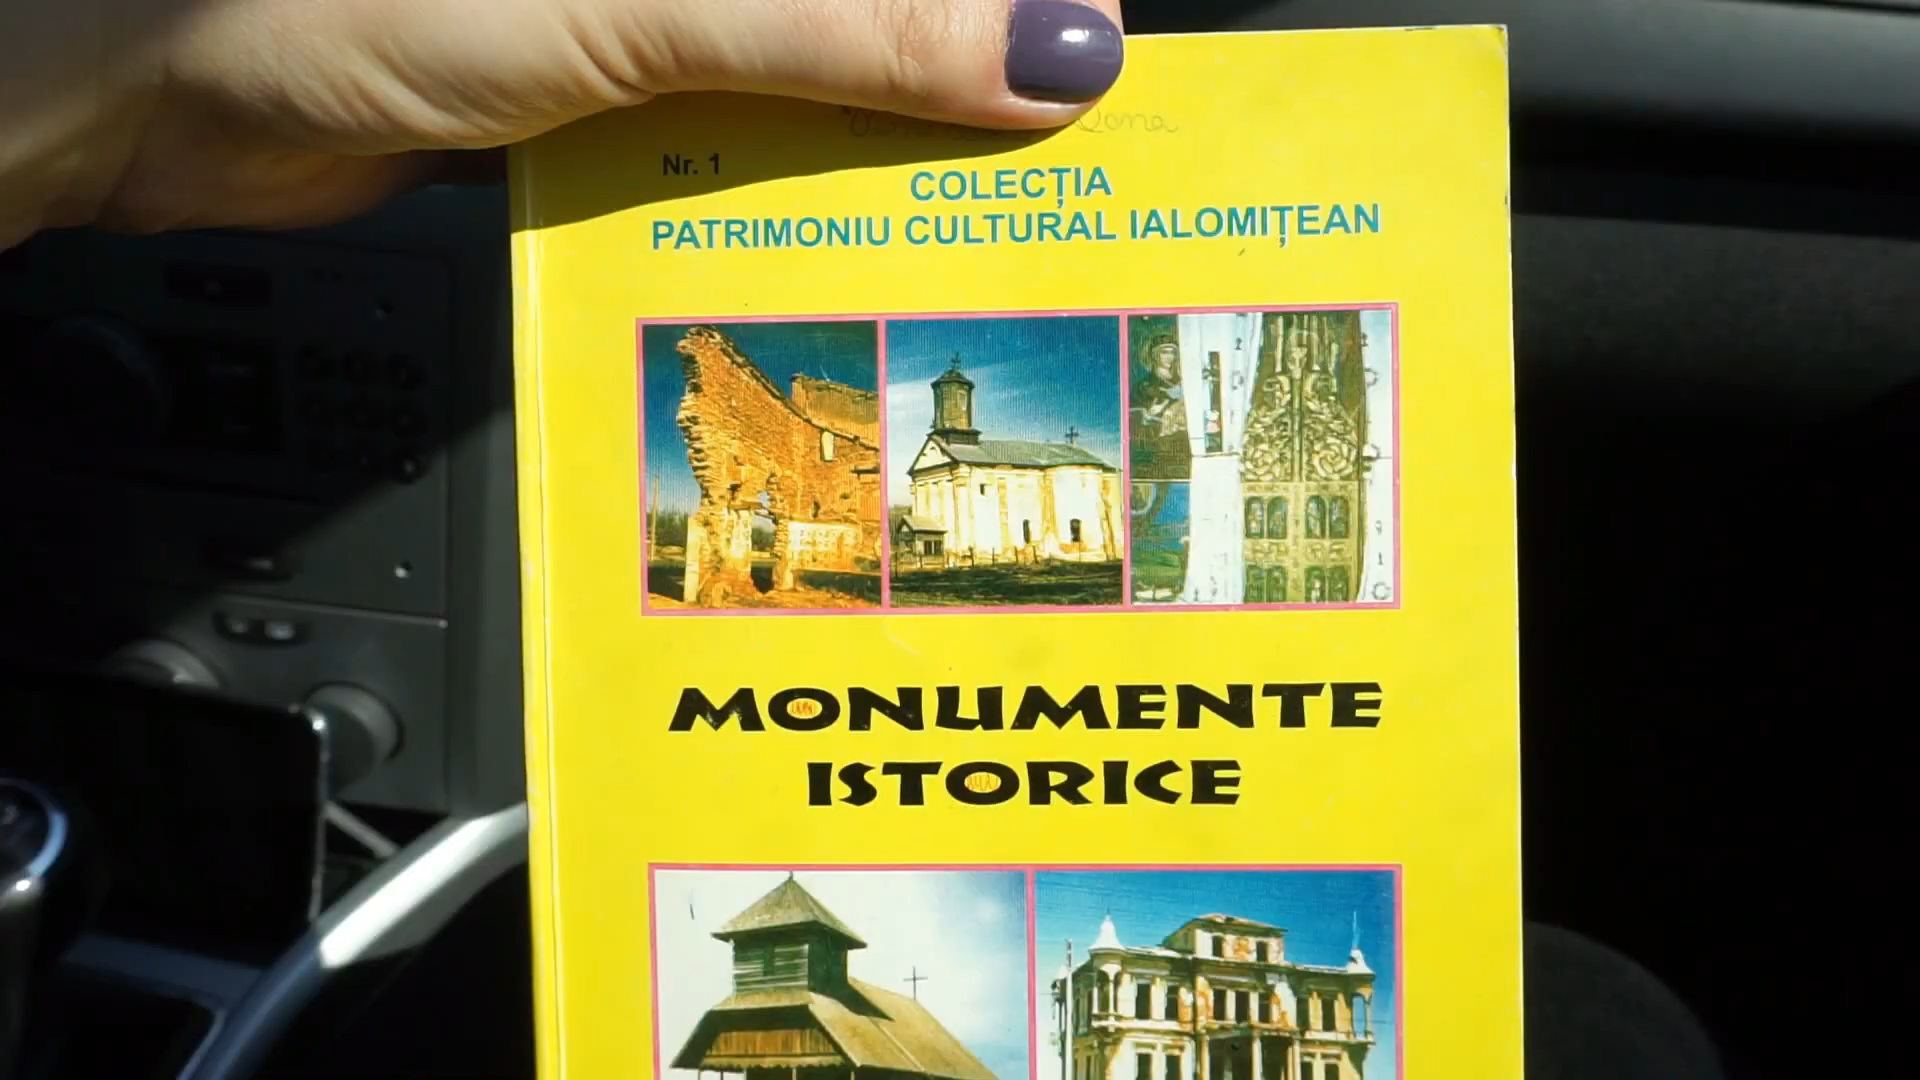 Nr. 1
COLECȚIA
PATRIMONIU CULTURAL IALOMIȚEAN
MONUMENTE
ISTORICE